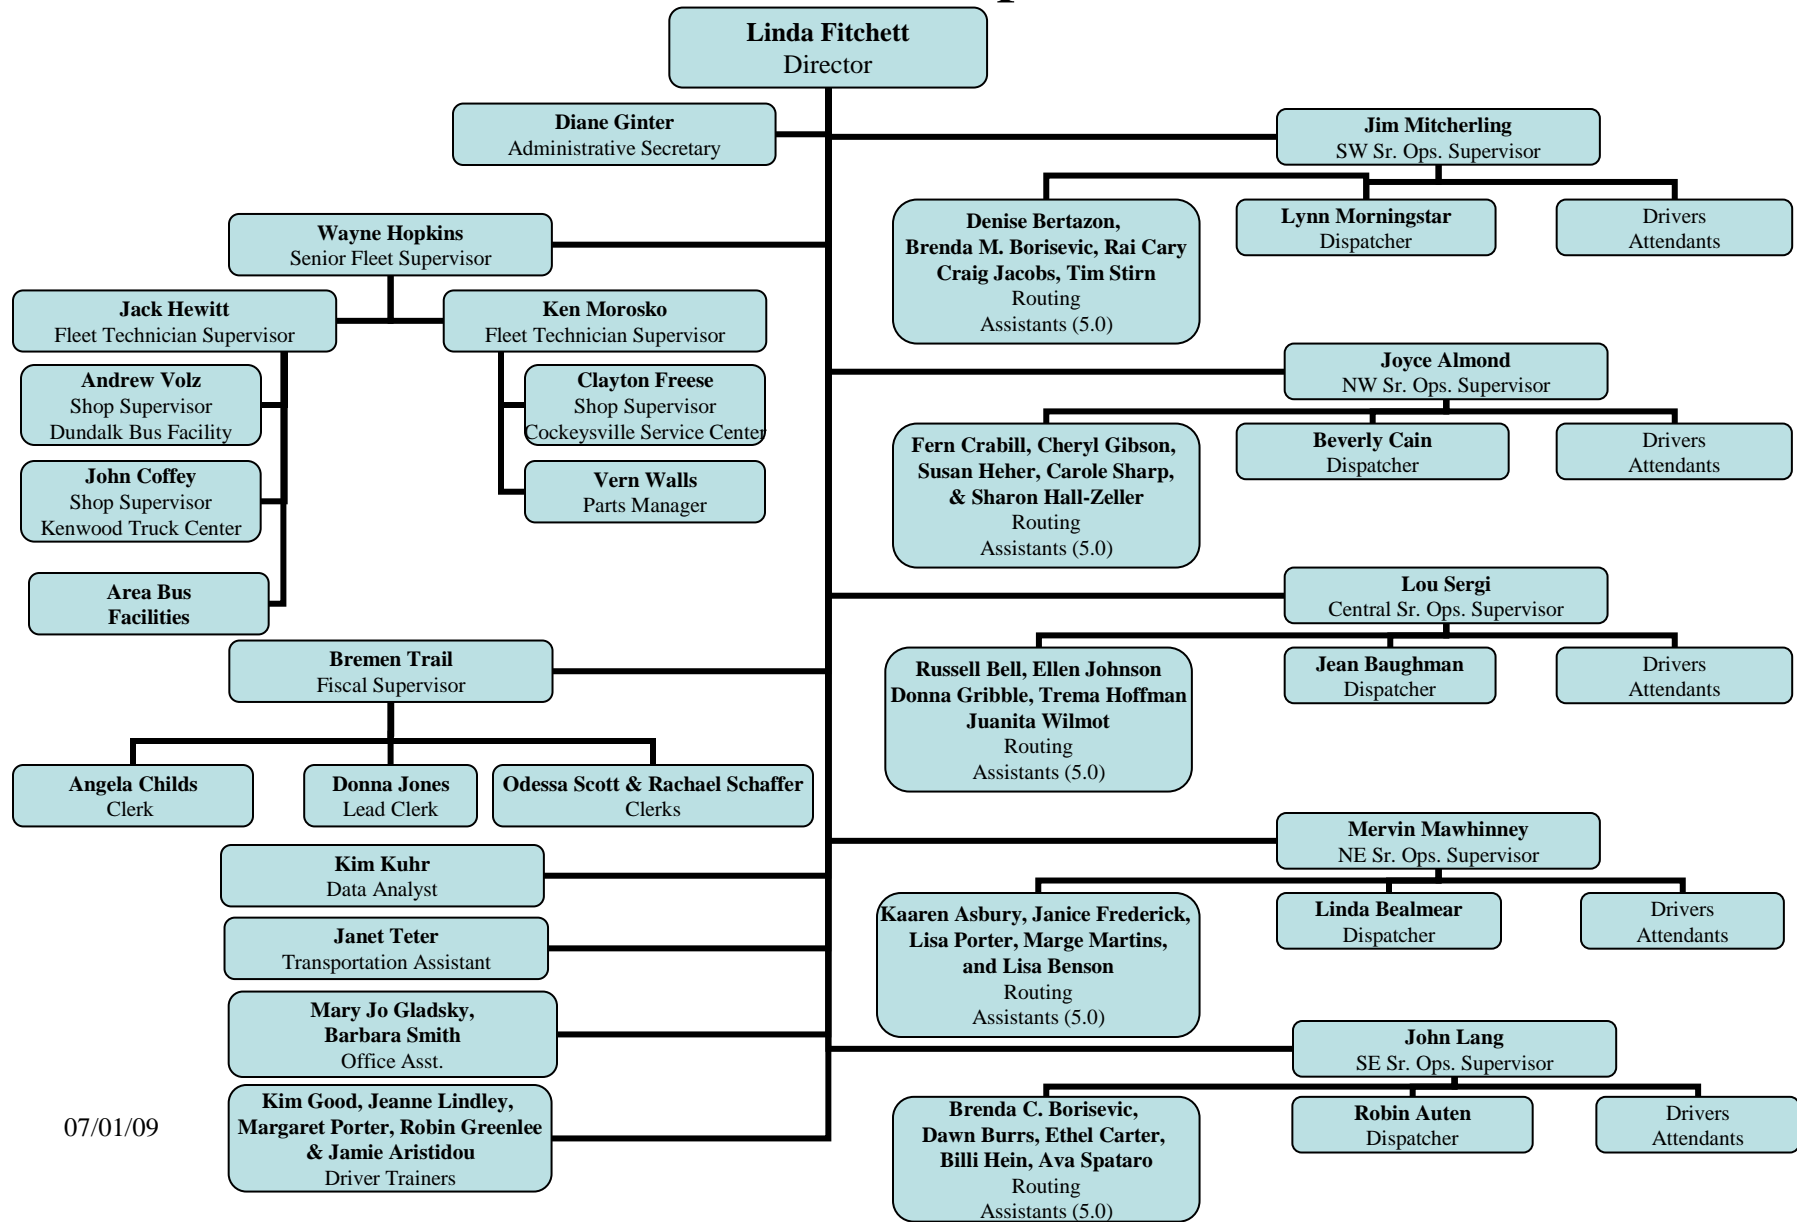 Linda Fitchett
Director
Diane Ginter
Administrative Secretary
Jim Mitcherling
SW Sr. Ops. Supervisor
Denise Bertazon,
Brenda M. Borisevic, Rai Cary
Craig Jacobs, Tim Stirn
Routing
Assistants (5.0)
Lynn Morningstar
Dispatcher
Drivers
Attendants
Wayne Hopkins
Senior Fleet Supervisor
Jack Hewitt
Fleet Technician Supervisor
Ken Morosko
Fleet Technician Supervisor
Andrew Volz
Shop Supervisor
Dundalk Bus Facility
Clayton Freese
Shop Supervisor
Cockeysville Service Center
John Coffey
Shop Supervisor
Kenwood Truck Center
Vern Walls
Parts Manager
Area Bus
Facilities
Joyce Almond
NW Sr. Ops. Supervisor
Fern Crabill, Cheryl Gibson,
Susan Heher, Carole Sharp,
& Sharon Hall-Zeller
Routing
Assistants (5.0)
Beverly Cain
Dispatcher
Drivers
Attendants
Lou Sergi
Central Sr. Ops. Supervisor
Russell Bell, Ellen Johnson
Donna Gribble, Trema Hoffman
Juanita Wilmot
Routing
Assistants (5.0)
Jean Baughman
Dispatcher
Drivers
Attendants
Bremen Trail
Fiscal Supervisor
Angela Childs
Clerk
Donna Jones
Lead Clerk
Odessa Scott & Rachael Schaffer
Clerks
Kim Kuhr
Data Analyst
Janet Teter
Transportation Assistant
Mary Jo Gladsky,
Barbara Smith
Office Asst.
Kim Good, Jeanne Lindley,
Margaret Porter, Robin Greenlee
& Jamie Aristidou
Driver Trainers
Mervin Mawhinney
NE Sr. Ops. Supervisor
Kaaren Asbury, Janice Frederick,
Lisa Porter, Marge Martins,
and Lisa Benson
Routing
Assistants (5.0)
Linda Bealmear
Dispatcher
Drivers
Attendants
John Lang
SE Sr. Ops. Supervisor
Brenda C. Borisevic,
Dawn Burrs, Ethel Carter,
Billi Hein, Ava Spataro
Routing
Assistants (5.0)
Robin Auten
Dispatcher
Drivers
Attendants
07/01/09